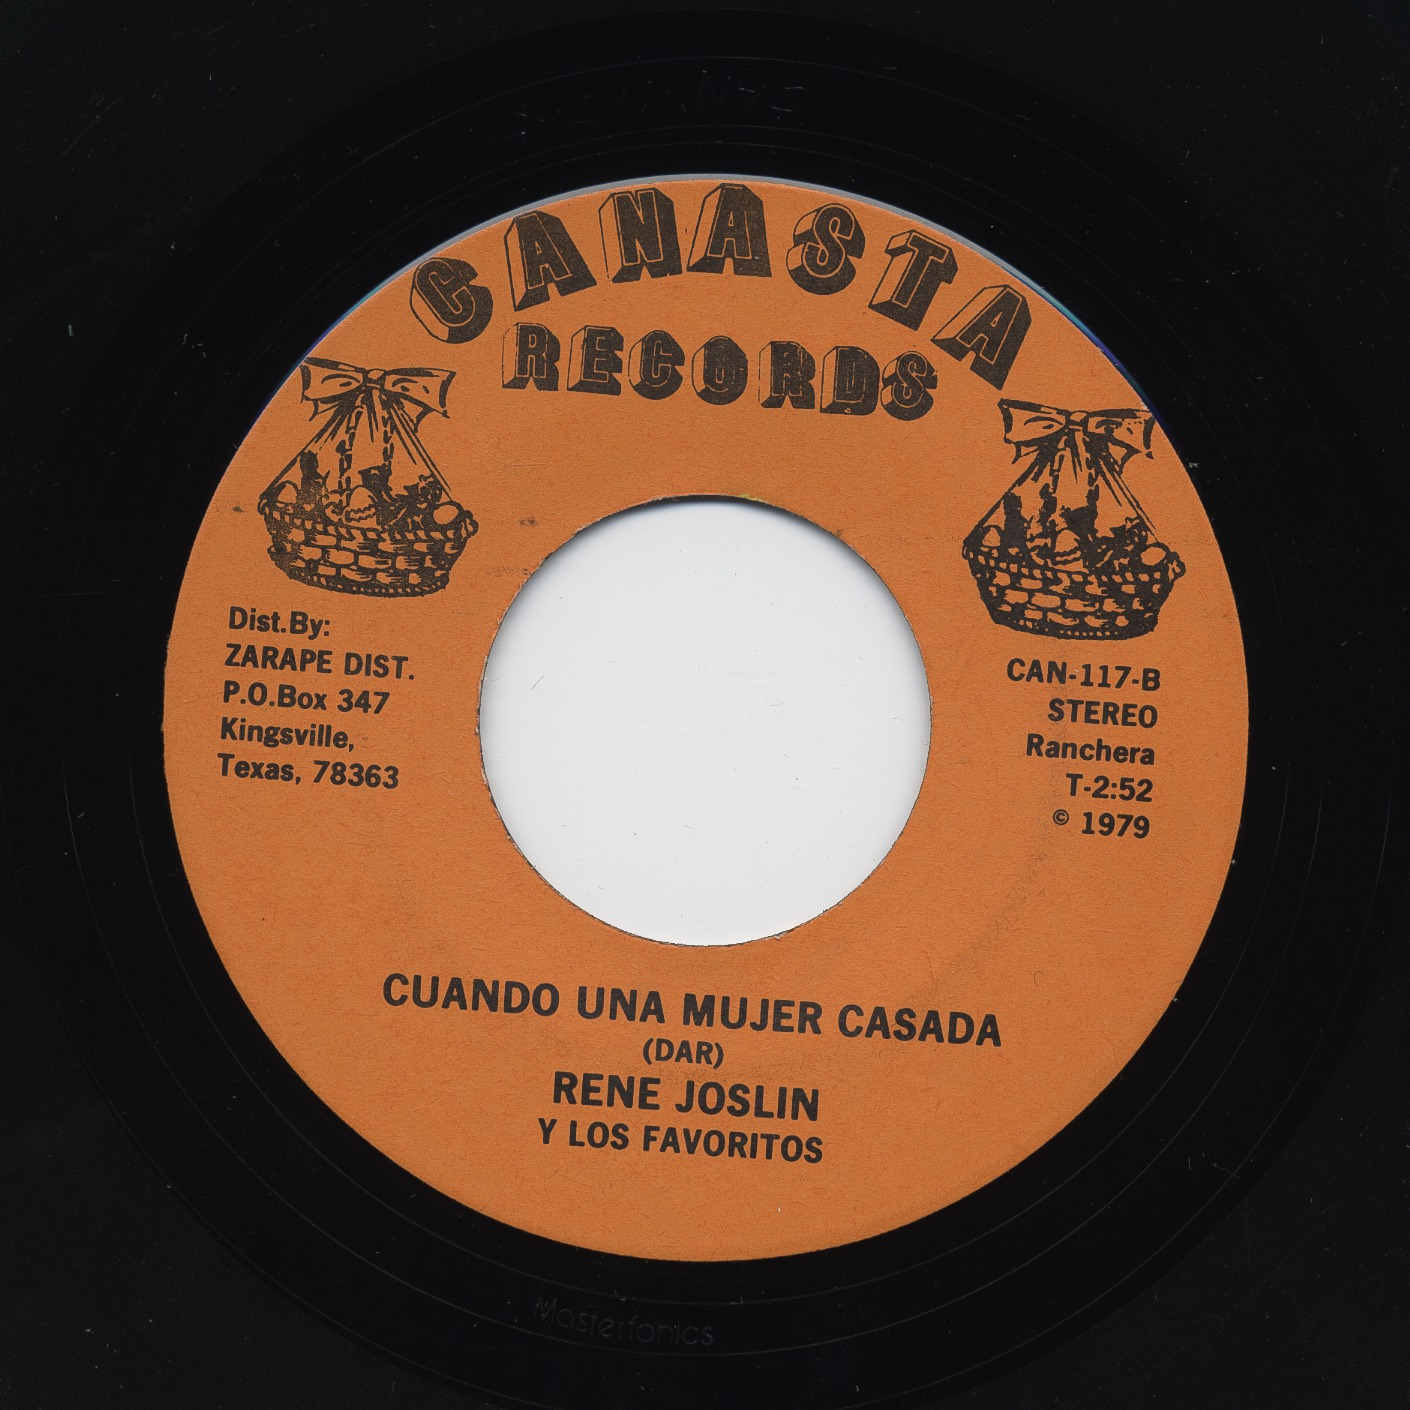 CANASTA
RECORDS
Dist.By:
ZARAPE DIST.
P.O.Box 347
Kingsville,
Texas, 78363
CAN-117-B
STEREO
Ranchera
T-2:52
© 1979
CUANDO UNA MUJER CASADA
(DAR)
RENE JOSLIN
Y LOS FAVORITOS
Masterfonics